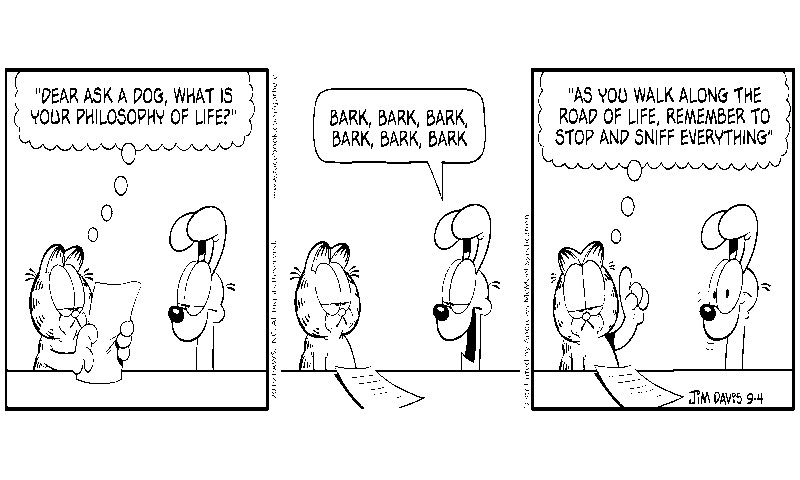 "DEAR ASK A DOG, WHAT IS
YOUR PHILOSOPHY OF LIFE?"
BARK, BARK, BARK,
BARK, BARK, BARK
"AS YOU WALK ALONG THE
ROAD OF LIFE, REMEMBER TO
STOP AND SNIFF EVERYTHING"
JIM DAVIS 9-4